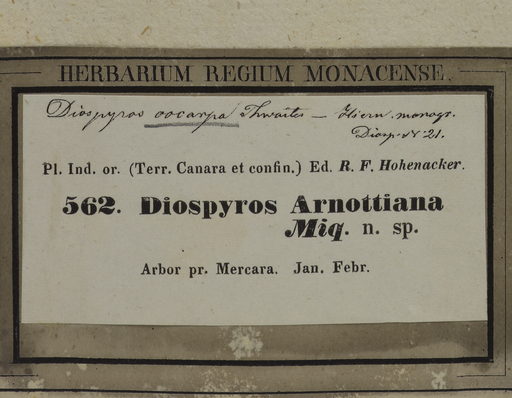 HERBARIUM REGIUM MONACENSE.
Diospyros oocarpa Thwaites — Hiern. monogr.
Diosp. N. 21.
Pl. Ind. or. (Terr. Canara et confin.) Ed. R. F. Hohenacker.
562. Diospyros Arnottiana
Miq. n. sp.
Arbor pr. Mercara. Jan. Febr.